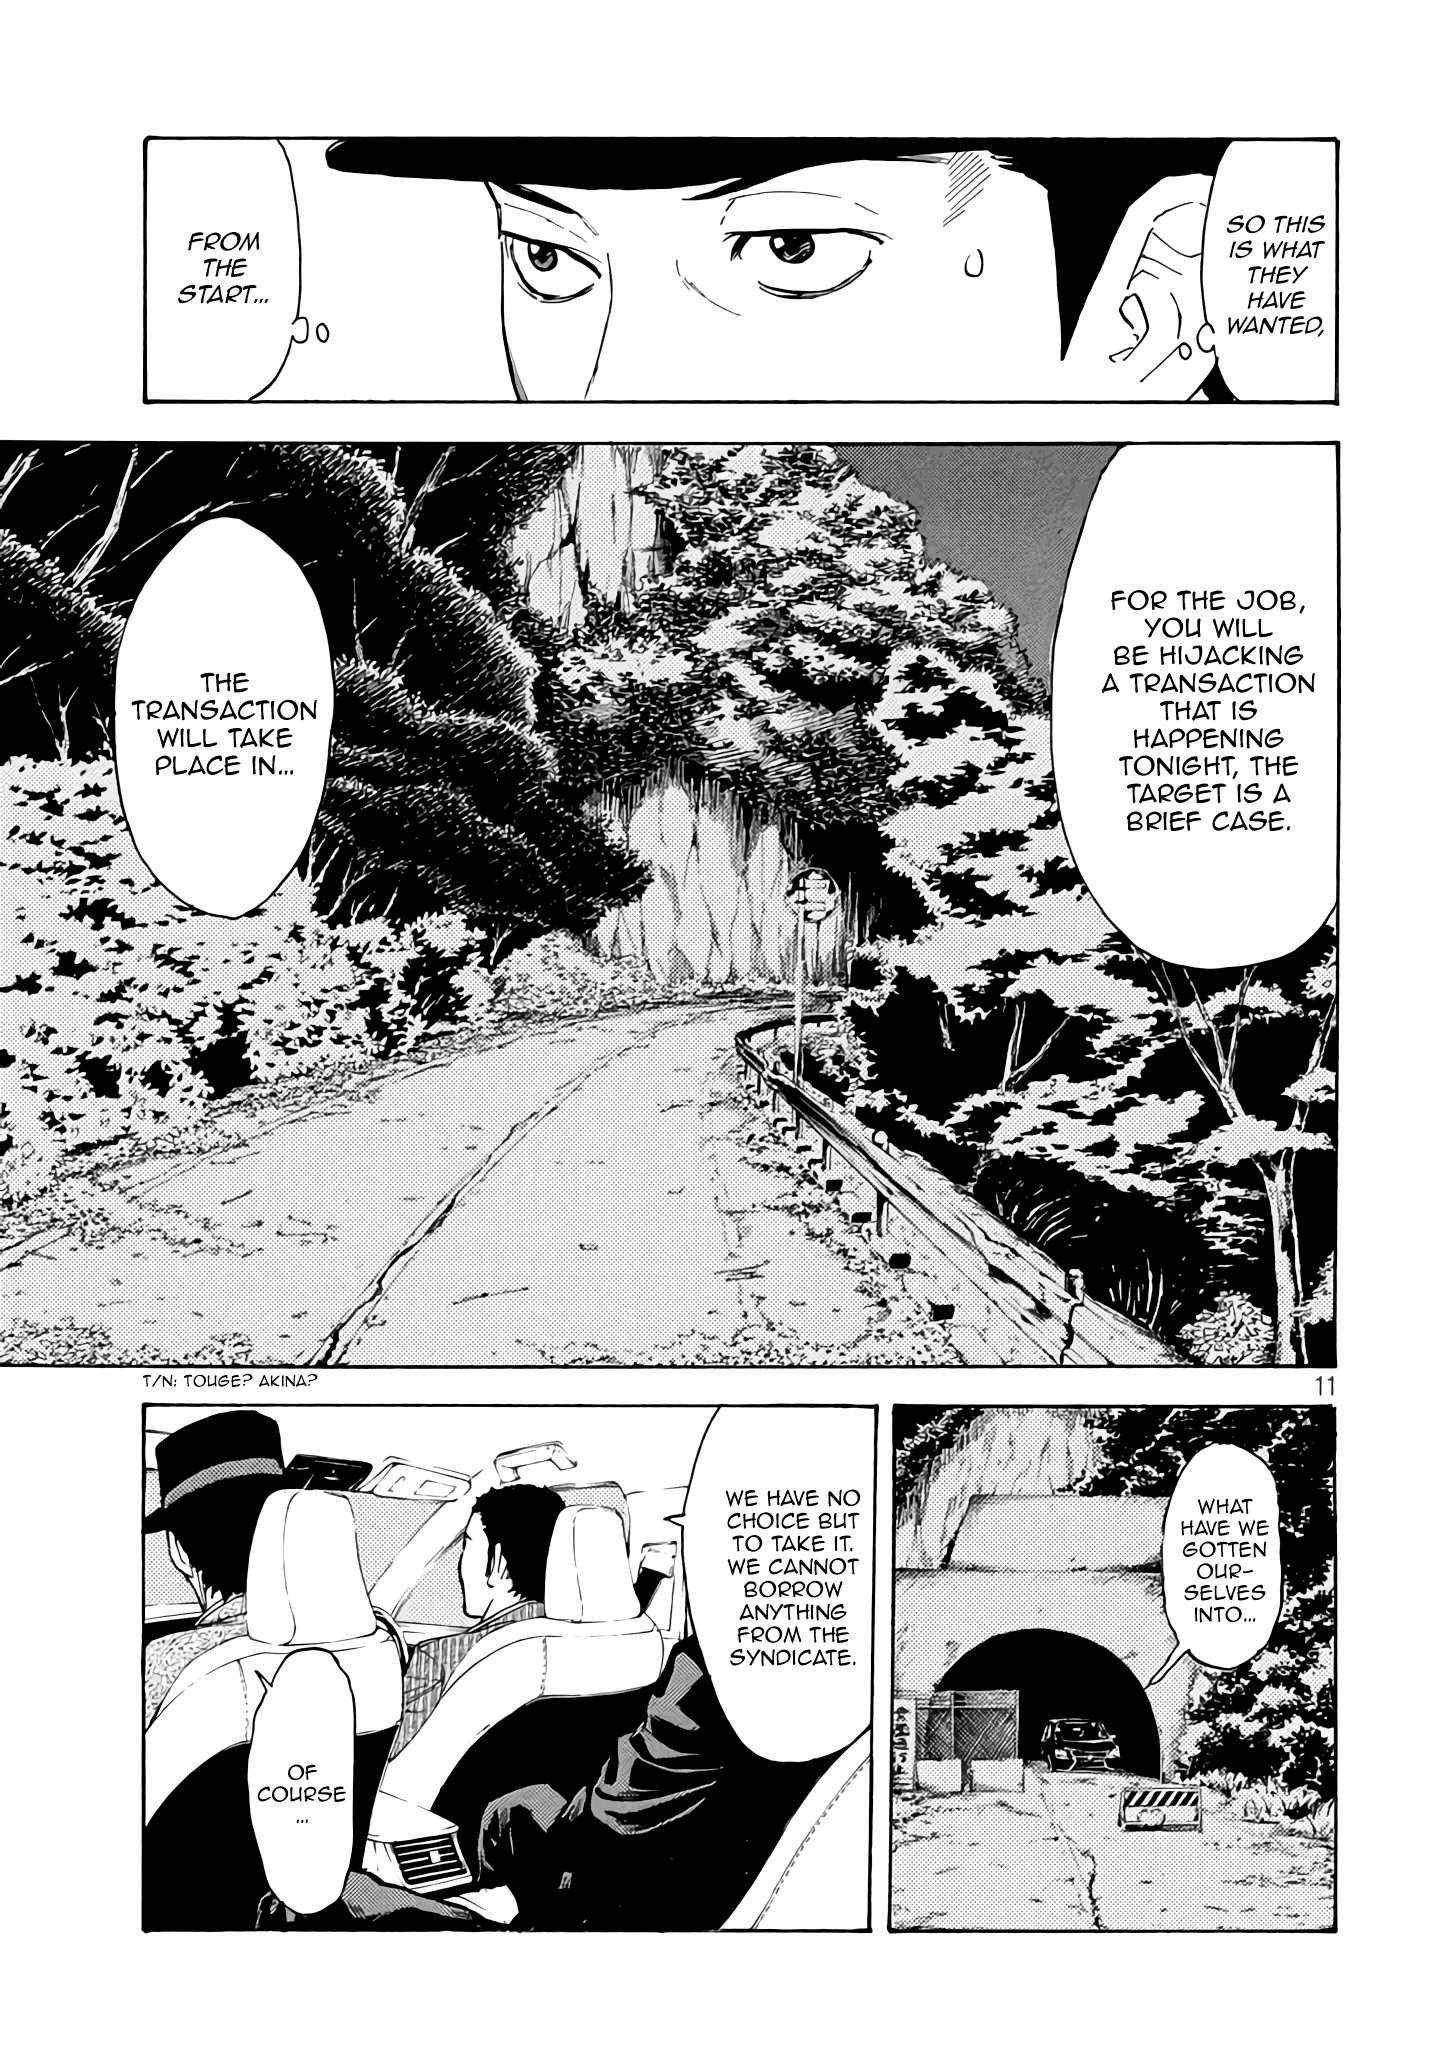 SO THIS
IS WHAT
THEY
HAVE
WANTED,
FROM
THE
START...
FOR THE JOB,
YOU WILL
BE HIJACKING
A TRANSACTION
THAT IS
HAPPENING
TONIGHT, THE
TARGET IS A
BRIEF CASE.
THE
TRANSACTION
WILL TAKE
PLACE IN...
T/N: TOUGE? AKINA?
11
WHAT
HAVE WE
GOTTEN
OUR-
SELVES
INTO...
WE HAVE NO
CHOICE BUT
TO TAKE IT.
WE CANNOT
BORROW
ANYTHING
FROM THE
SYNDICATE.
OF
COURSE
...